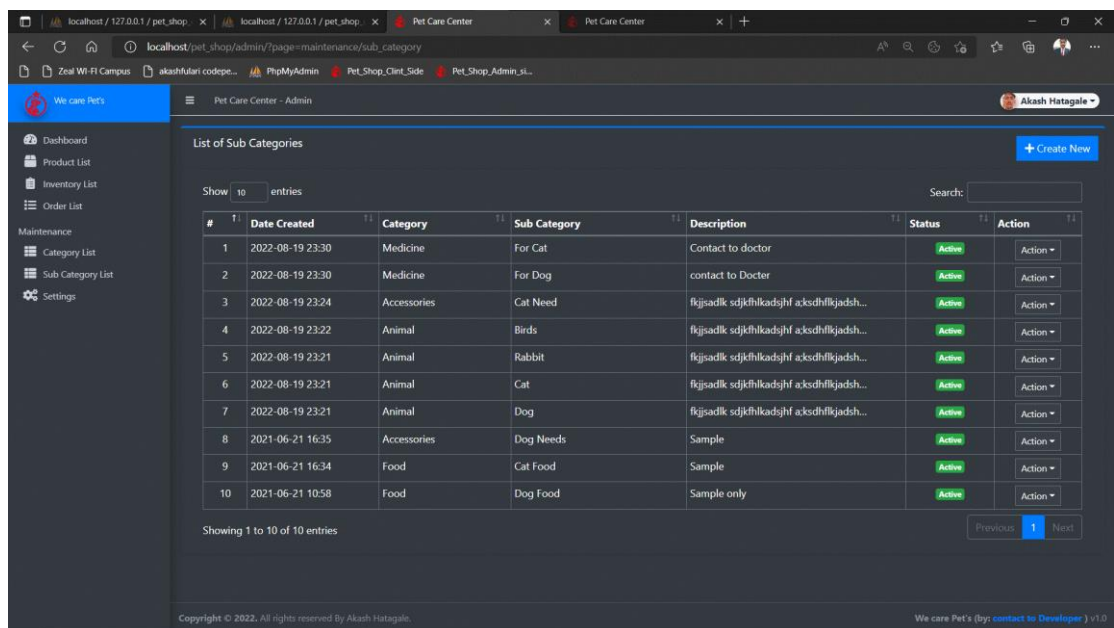 localhost / 127.0.0.1 / pet_shop localhost / 127.0.0.1 / pet_shop Pet Care Center Pet Care Center
localhost/pet_shop/admin/?page=maintenance/sub_category
Zeal WI-FI Campus akashfulari codepe... PhpMyAdmin Pet_Shop_Clint_Side Pet_Shop_Admin_si...
We care Pet's Pet Care Center - Admin Akash Hatagale
Dashboard
Product List
Inventory List
Order List
Maintenance
Category List
Sub Category List
Settings
List of Sub Categories + Create New
Show 10 entries Search:
# Date Created Category Sub Category Description Status Action
1 2022-08-19 23:30 Medicine For Cat Contact to doctor Active Action
2 2022-08-19 23:30 Medicine For Dog contact to Docter Active Action
3 2022-08-19 23:24 Accessories Cat Need fkjjsadlk sdjkfhlkadsjhf a;ksdhflkjadsh... Active Action
4 2022-08-19 23:22 Animal Birds fkjjsadlk sdjkfhlkadsjhf a;ksdhflkjadsh... Active Action
5 2022-08-19 23:21 Animal Rabbit fkjjsadlk sdjkfhlkadsjhf a;ksdhflkjadsh... Active Action
6 2022-08-19 23:21 Animal Cat fkjjsadlk sdjkfhlkadsjhf a;ksdhflkjadsh... Active Action
7 2022-08-19 23:21 Animal Dog fkjjsadlk sdjkfhlkadsjhf a;ksdhflkjadsh... Active Action
8 2021-06-21 16:35 Accessories Dog Needs Sample Active Action
9 2021-06-21 16:34 Food Cat Food Sample Active Action
10 2021-06-21 10:58 Food Dog Food Sample only Active Action
Showing 1 to 10 of 10 entries Previous 1 Next
Copyright © 2022. All rights reserved By Akash Hatagale. We care Pet's (by: contact to Developer ) v1.0